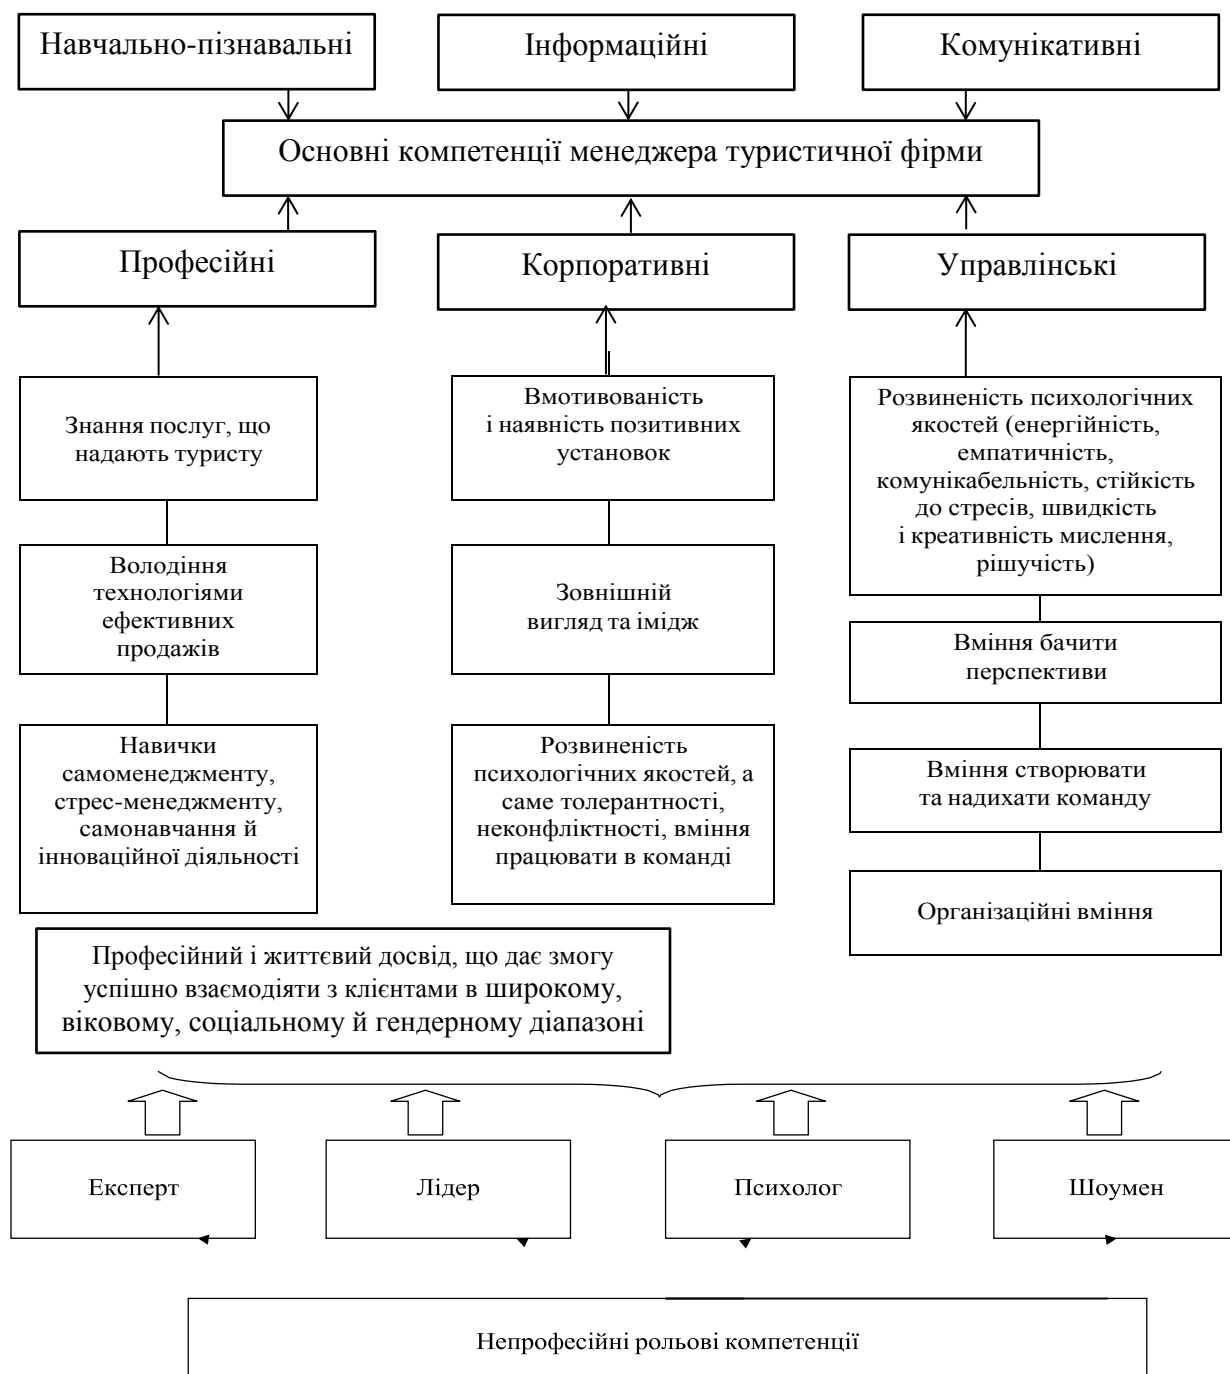 Навчально-пізнавальні
Інформаційні
Комунікативні
Основні компетенції менеджера туристичної фірми
Професійні
Корпоративні
Управлінські
Знання послуг, що
надають туристу
Володіння
технологіями
ефективних
продажів
Навички
самоменеджменту,
стрес-менеджменту,
самонавчання й
інноваційної діяльності
Вмотивованість
і наявність позитивних
установок
Зовнішній
вигляд та імідж
Розвиненість
психологічних якостей, а
саме толерантності,
неконфліктності, вміння
працювати в команді
Розвиненість психологічних
якостей (енергійність,
емпатичність,
комунікабельність, стійкість
до стресів, швидкість
і креативність мислення,
рішучість)
Вміння бачити
перспективи
Вміння створювати
та надихати команду
Організаційні вміння
Професійний і життєвий досвід, що дає змогу
успішно взаємодіяти з клієнтами в широкому,
віковому, соціальному й гендерному діапазоні
Експерт
Лідер
Психолог
Шоумен
Непрофесійні рольові компетенції